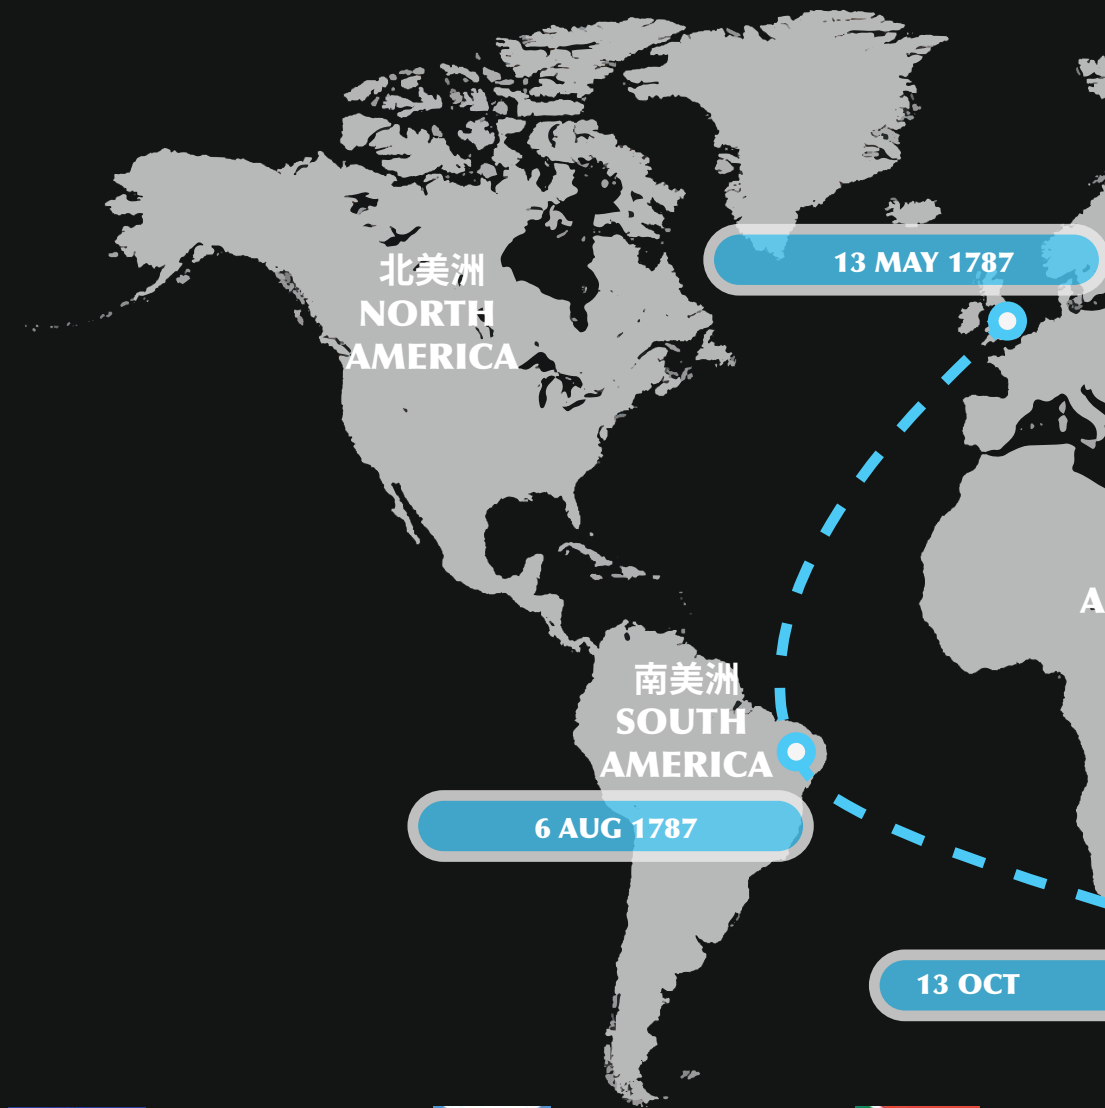 13 MAY 1787
北美洲
NORTH
AMERICA
A
南美洲
SOUTH
AMERICA
6 AUG 1787
13 OCT